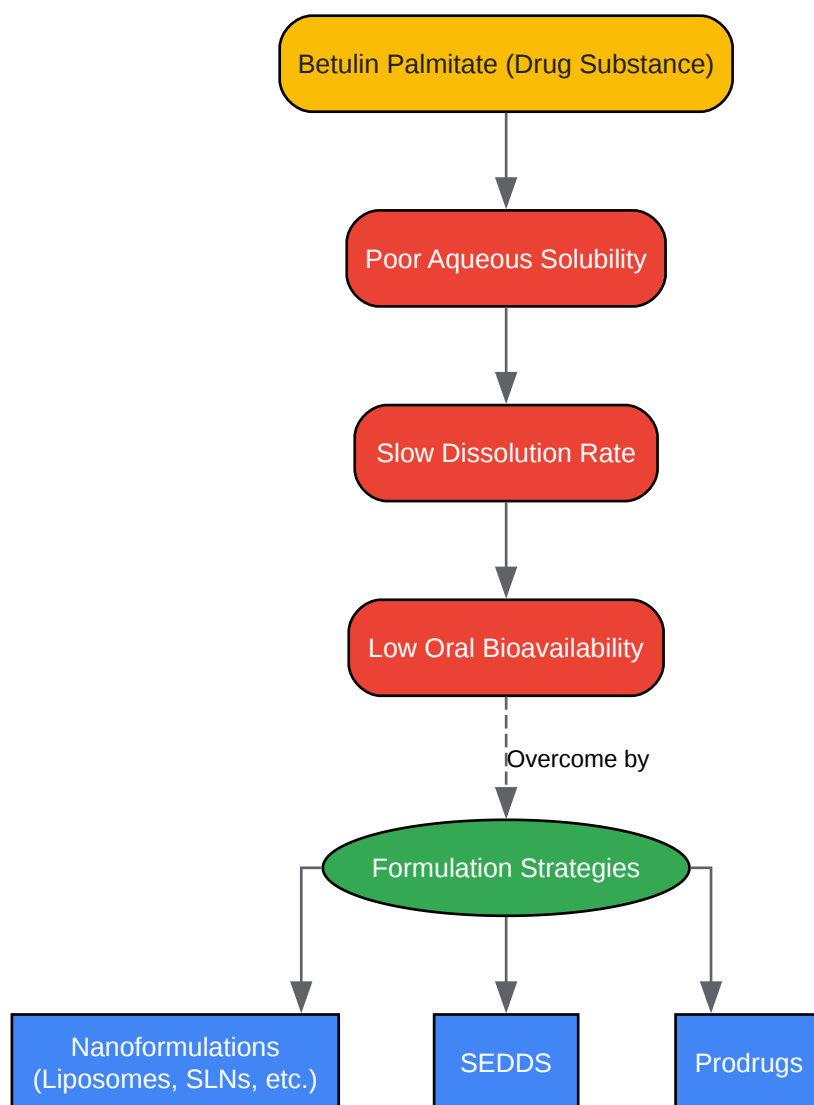 Betulin Palmitate (Drug Substance)
Poor Aqueous Solubility
Slow Dissolution Rate
Low Oral Bioavailability
Overcome by
Formulation Strategies
Nanoformulations
(Liposomes, SLNs, etc.)
SEDDS
Prodrugs